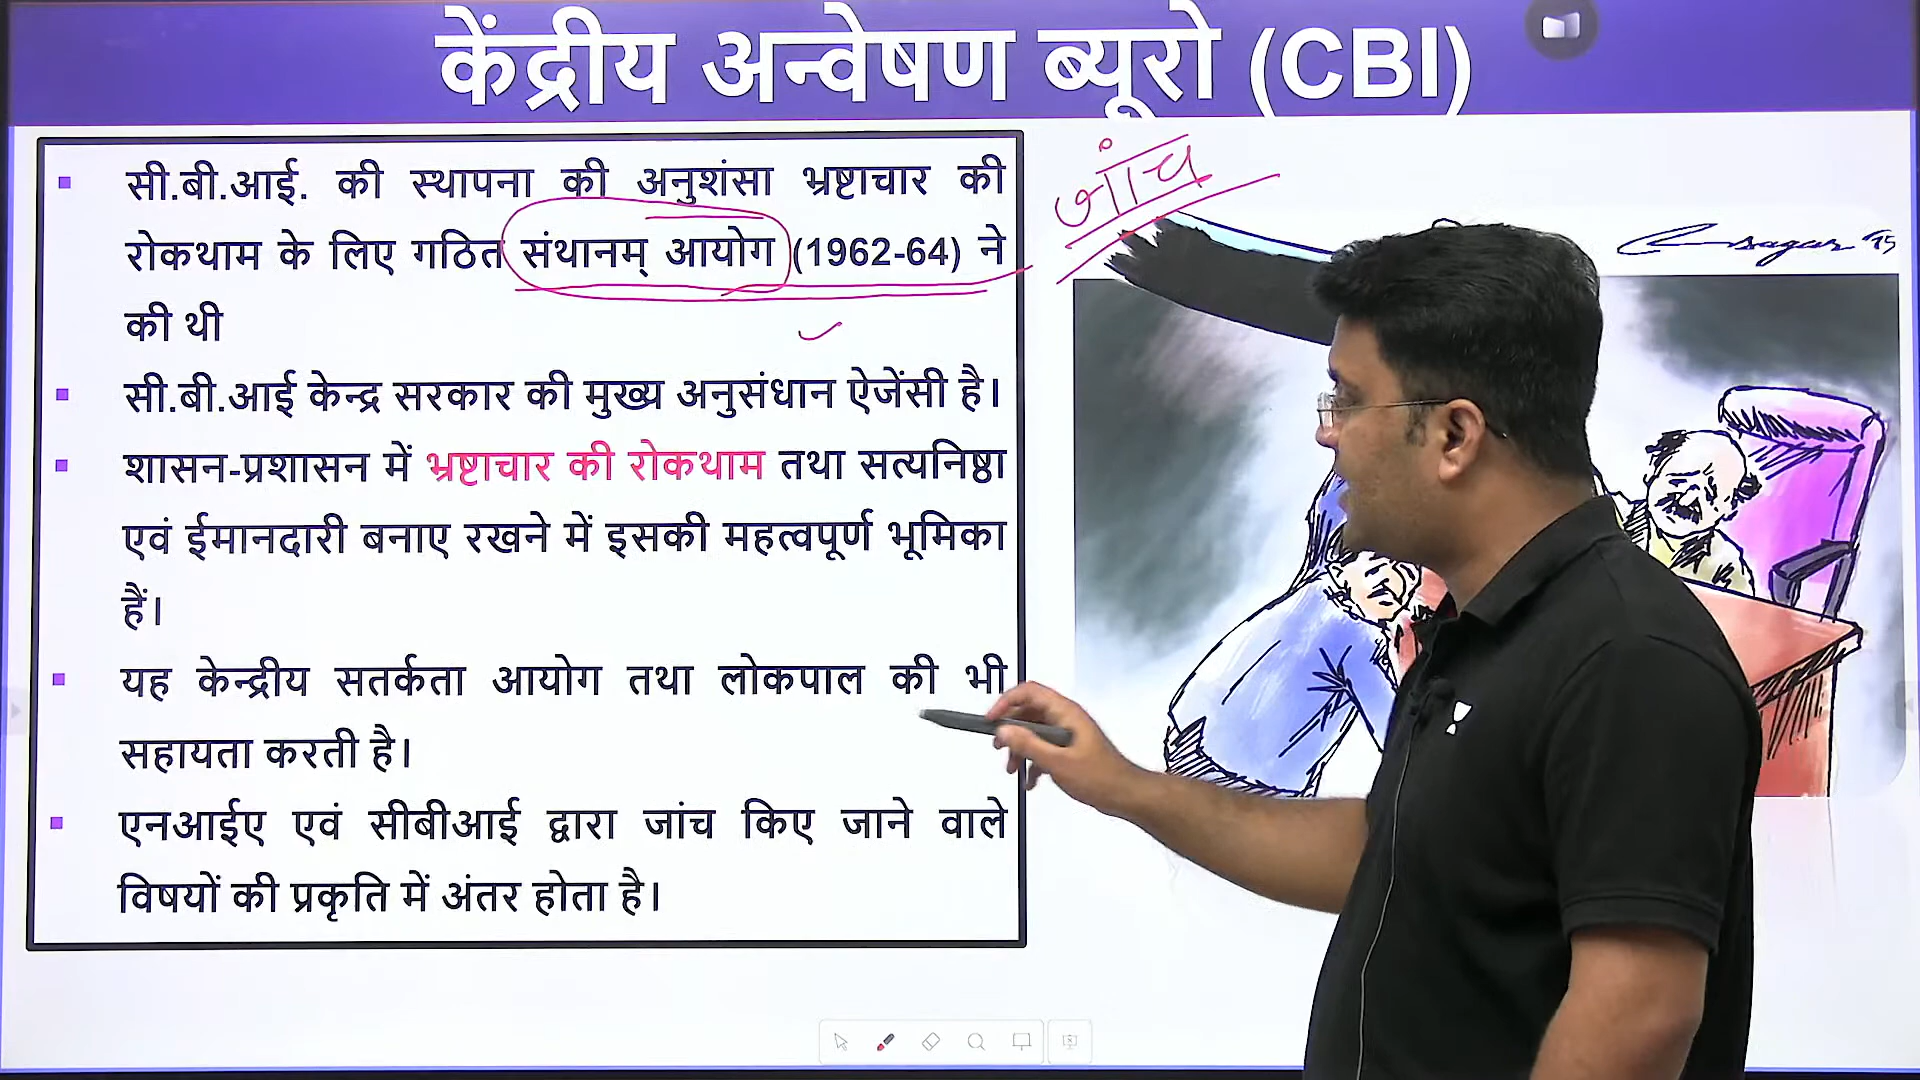 केंद्रीय अन्वेषण ब्यूरो (CBI)
सी.बी.आई. की स्थापना की अनुशंसा भ्रष्टाचार की
रोकथाम के लिए गठित संथानम् आयोग (1962-64) ने
की थी
सी.बी.आई केन्द्र सरकार की मुख्य अनुसंधान ऐजेंसी है।
शासन-प्रशासन में भ्रष्टाचार की रोकथाम तथा सत्यनिष्ठा
एवं ईमानदारी बनाए रखने में इसकी महत्वपूर्ण भूमिका
हैं।
यह केन्द्रीय सतर्कता आयोग तथा लोकपाल की भी
सहायता करती है।
एनआईए एवं सीबीआई द्वारा जांच किए जाने वाले
विषयों की प्रकृति में अंतर होता है।
जांच